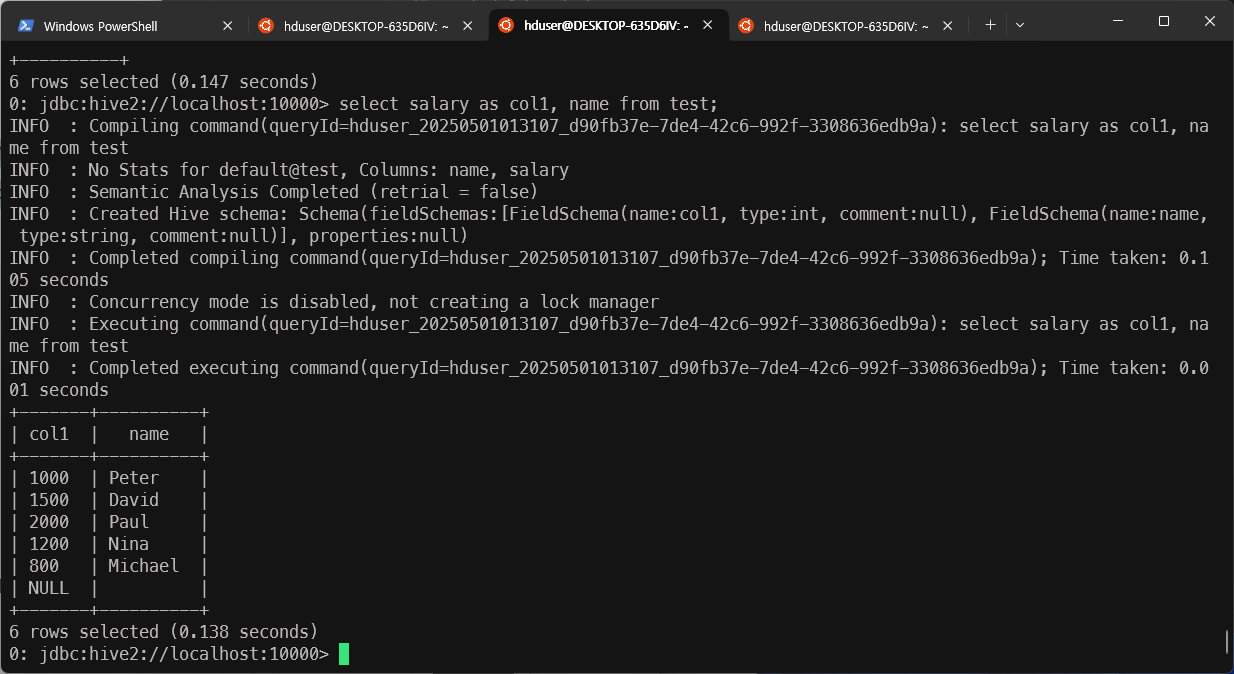 Windows PowerShell
hduser@DESKTOP-635D6IV: ~
hduser@DESKTOP-635D6IV: ~
hduser@DESKTOP-635D6IV: ~
+----------+
6 rows selected (0.147 seconds)
0: jdbc:hive2://localhost:10000> select salary as col1, name from test;
INFO  : Compiling command(queryId=hduser_20250501013107_d90fb37e-7de4-42c6-992f-3308636edb9a): select salary as col1, na
me from test
INFO  : No Stats for default@test, Columns: name, salary
INFO  : Semantic Analysis Completed (retrial = false)
INFO  : Created Hive schema: Schema(fieldSchemas:[FieldSchema(name:col1, type:int, comment:null), FieldSchema(name:name,
 type:string, comment:null)], properties:null)
INFO  : Completed compiling command(queryId=hduser_20250501013107_d90fb37e-7de4-42c6-992f-3308636edb9a); Time taken: 0.1
05 seconds
INFO  : Concurrency mode is disabled, not creating a lock manager
INFO  : Executing command(queryId=hduser_20250501013107_d90fb37e-7de4-42c6-992f-3308636edb9a): select salary as col1, na
me from test
INFO  : Completed executing command(queryId=hduser_20250501013107_d90fb37e-7de4-42c6-992f-3308636edb9a); Time taken: 0.0
01 seconds
+-------+----------+
| col1  |   name   |
+-------+----------+
| 1000  | Peter    |
| 1500  | David    |
| 2000  | Paul     |
| 1200  | Nina     |
| 800   | Michael  |
| NULL  |          |
+-------+----------+
6 rows selected (0.138 seconds)
0: jdbc:hive2://localhost:10000>